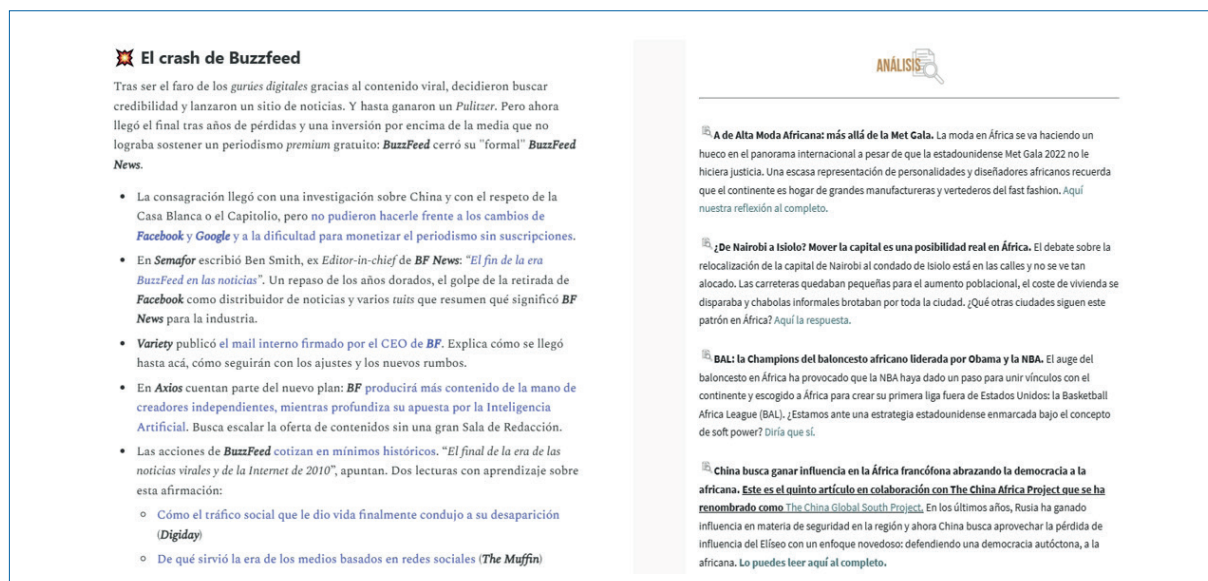 El crash de Buzzfeed
Tras ser el faro de los gurúes digitales gracias al contenido viral, decidieron buscar
credibilidad y lanzaron un sitio de noticias. Y hasta ganaron un Pulitzer. Pero ahora
llegó el final tras años de pérdidas y una inversión por encima de la media que no
lograba sostener un periodismo premium gratuito: BuzzFeed cerró su "formal" BuzzFeed
News.
• La consagración llegó con una investigación sobre China y con el respeto de la
Casa Blanca o el Capitolio, pero no pudieron hacerle frente a los cambios de
Facebook y Google y a la dificultad para monetizar el periodismo sin suscripciones.
• En Semafor escribió Ben Smith, ex Editor-in-chief de BF News: “El fin de la era
BuzzFeed en las noticias”. Un repaso de los años dorados, el golpe de la retirada de
Facebook como distribuidor de noticias y varios tuits que resumen qué significó BF
News para la industria.
• Variety publicó el mail interno firmado por el CEO de BF. Explica cómo se llegó
hasta acá, cómo seguirán con los ajustes y los nuevos rumbos.
• En Axios cuentan parte del nuevo plan: BF producirá más contenido de la mano de
creadores independientes, mientras profundiza su apuesta por la Inteligencia
Artificial. Busca escalar la oferta de contenidos sin una gran Sala de Redacción.
• Las acciones de BuzzFeed cotizan en mínimos históricos. “El final de la era de las
noticias virales y de la Internet de 2010”, apuntan. Dos lecturas con aprendizaje sobre
esta afirmación:
◦ Cómo el tráfico social que le dio vida finalmente condujo a su desaparición
(Digiday)
◦ De qué sirvió la era de los medios basados en redes sociales (The Muffin)
ANÁLISIS
A de Alta Moda Africana: más allá de la Met Gala. La moda en África se va haciendo un
hueco en el panorama internacional a pesar de que la estadounidense Met Gala 2022 no le
hiciera justicia. Una escasa representación de personalidades y diseñadores africanos recuerda
que el continente es hogar de grandes manufactureras y vertederos del fast fashion. Aquí
nuestra reflexión al completo.
¿De Nairobi a Isiolo? Mover la capital es una posibilidad real en África. El debate sobre la
relocalización de la capital de Nairobi al condado de Isiolo está en las calles y no se ve tan
alocado. Las carreteras quedaban pequeñas para el aumento poblacional, el coste de vivienda se
disparaba y chabolas informales brotaban por toda la ciudad. ¿Qué otras ciudades siguen este
patrón en África? Aquí la respuesta.
BAL: la Champions del baloncesto africano liderada por Obama y la NBA. El auge del
baloncesto en África ha provocado que la NBA haya dado un paso para unir vínculos con el
continente y escogido a África para crear su primera liga fuera de Estados Unidos: la Basketball
Africa League (BAL). ¿Estamos ante una estrategia estadounidense enmarcada bajo el concepto
de soft power? Diría que sí.
China busca ganar influencia en la África francófona abrazando la democracia a la
africana. Este es el quinto artículo en colaboración con The China Africa Project que se ha
renombrado como The China Global South Project. En los últimos años, Rusia ha ganado
influencia en materia de seguridad en la región y ahora China busca aprovechar la pérdida de
influencia del Elíseo con un enfoque novedoso: defendiendo una democracia autóctona, a la
africana. Lo puedes leer aquí al completo.